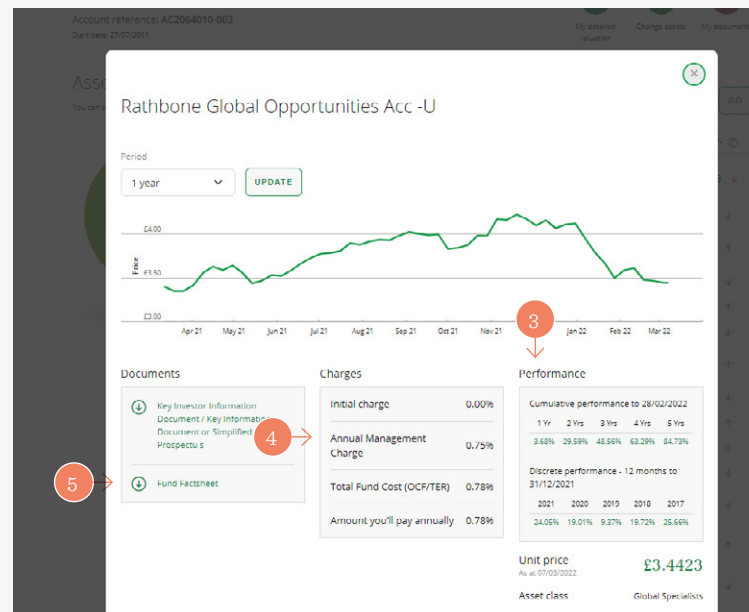 Account reference: AC2064010-003
Start date: 27/07/2011
My detailed valuation
Change assets
My document
Asse
You can c
GO
×
Rathbone Global Opportunities Acc -U
Period
1 year
UPDATE
Price
£4.00
£3.50
£3.00
Apr 21 May 21 Jun 21 Jul 21 Aug 21 Sep 21 Oct 21 Nov 21 Jan 22 Feb 22 Mar 22
3
Documents
Key Investor Information
Document / Key Informatio
Document or Simplified
Prospectus
Fund Factsheet
4
5
Charges
Initial charge 0.00%
Annual Management
Charge 0.75%
Total Fund Cost (OCF/TER) 0.78%
Amount you'll pay annually 0.78%
Performance
Cumulative performance to 28/02/2022
1 Yr 2 Yrs 3 Yrs 4 Yrs 5 Yrs
3.68% 29.59% 48.56% 63.29% 84.73%
Discrete performance - 12 months to
31/12/2021
2021 2020 2019 2018 2017
24.05% 19.01% 9.37% 19.72% 25.66%
Unit price £3.4423
As at 07/03/2022
Asset class Global Specialists